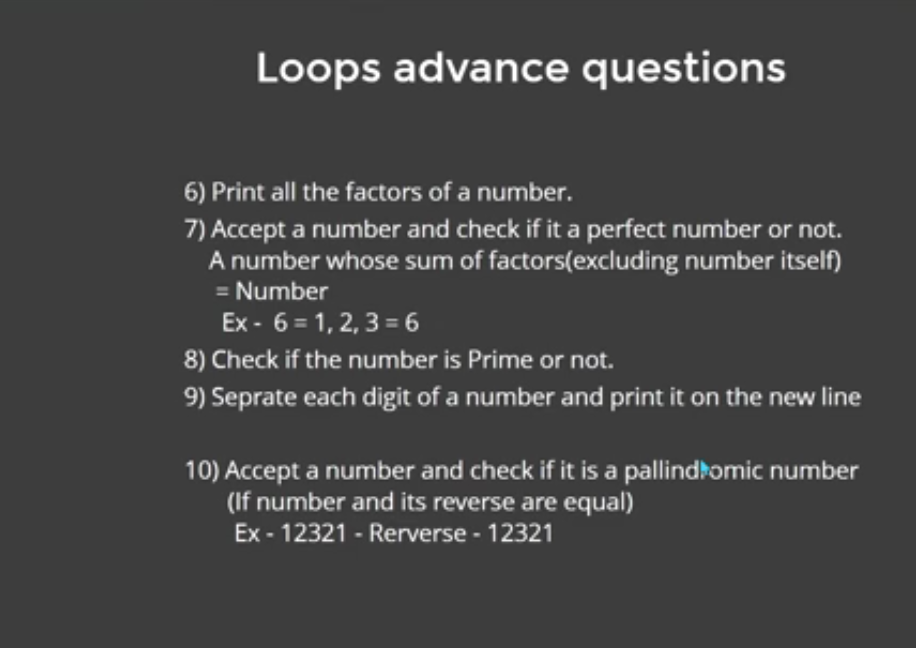 Loops advance questions
6) Print all the factors of a number.
7) Accept a number and check if it a perfect number or not.
A number whose sum of factors(excluding number itself)
= Number
Ex - 6 = 1, 2, 3 = 6
8) Check if the number is Prime or not.
9) Seprate each digit of a number and print it on the new line
10) Accept a number and check if it is a pallindromic number
(If number and its reverse are equal)
Ex - 12321 - Rerverse - 12321